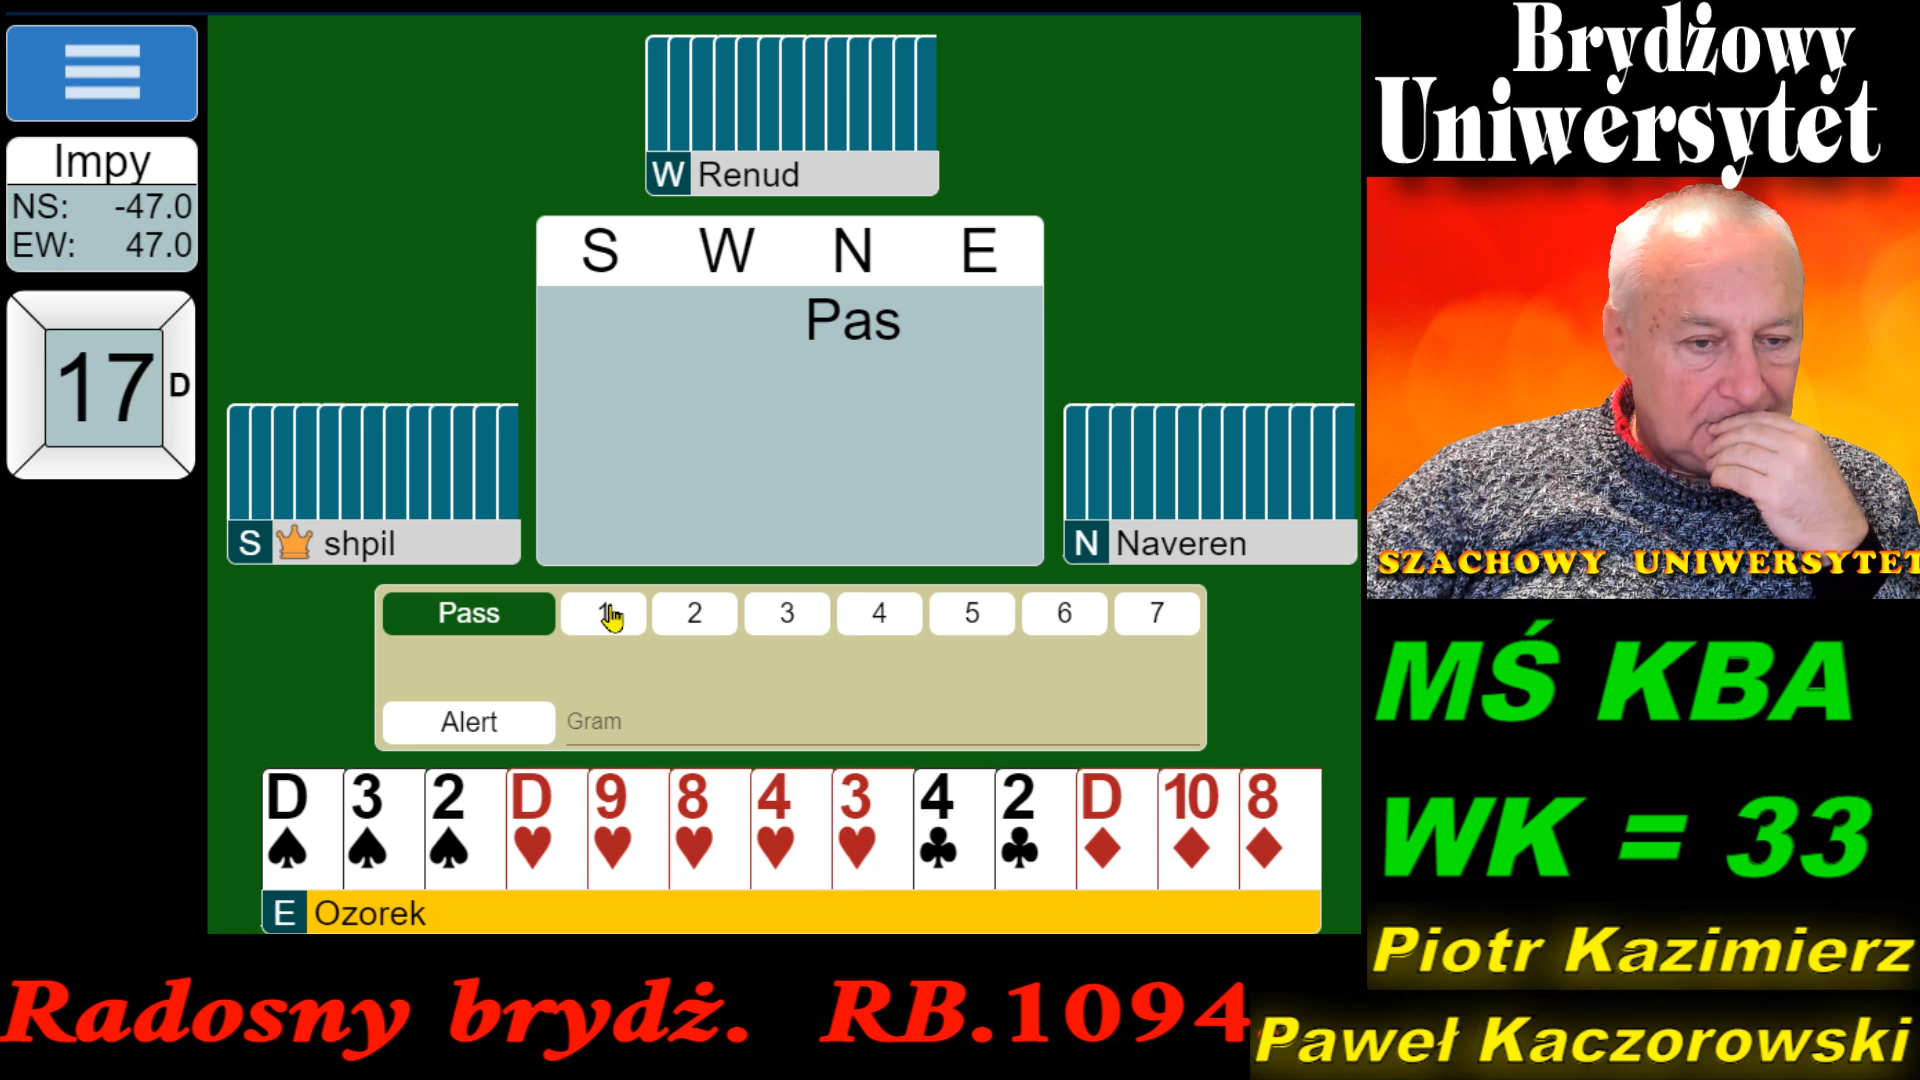 Brydżowy
Uniwersytet
Impy
NS: -47.0
EW: 47.0
17 D
W Renud
S W N E
Pas
S shpil
N Naveren
Pass 1 2 3 4 5 6 7
Alert Gram
D♠ 3♠ 2♠ D♥ 9♥ 8♥ 4♥ 3♥ 4♣ 2♣ D♦ 10♦ 8♦
E Ozorek
SZACHOWY UNIWERSYTET
MŚ KBA
WK = 33
Piotr Kazimierz
Paweł Kaczorowski
Radosny brydż. RB.1094